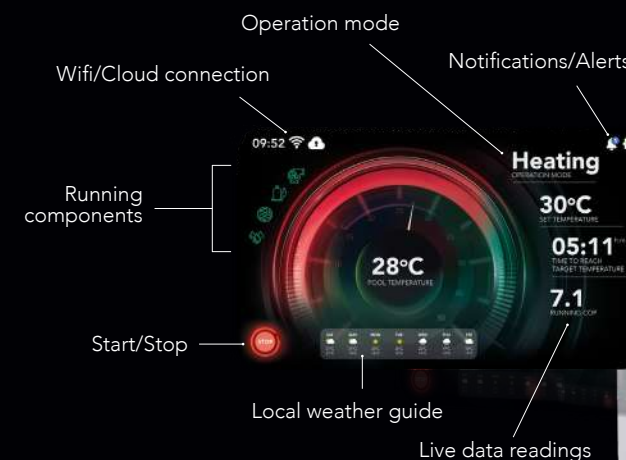 Operation mode
Notifications/Alerts
Wifi/Cloud connection
09:52
Heating
OPERATION MODE
Running
components
30°C
SET TEMPERATURE
05:11
TIME TO REACH
TARGET TEMPERATURE
28°C
POOL TEMPERATURE
7.1
RUNNING COP
Start/Stop
STOP
Local weather guide
Live data readings